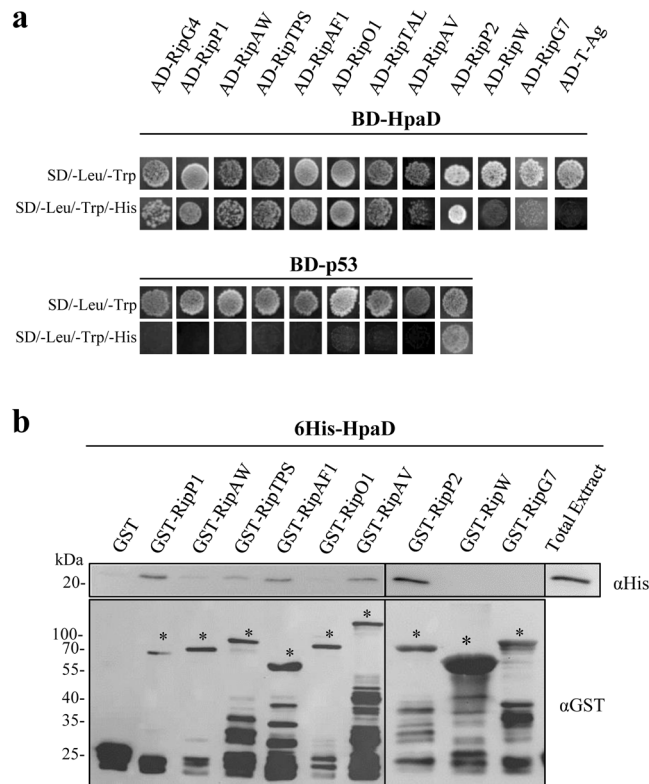 a
AD-RipG4 AD-RipP1 AD-RipAW AD-RipTPS AD-RipAF1 AD-RipO1 AD-RipTAL AD-RipAV AD-RipP2 AD-RipW AD-RipG7 AD-T-Ag
BD-HpaD
SD/-Leu/-Trp
SD/-Leu/-Trp/-His
BD-p53
SD/-Leu/-Trp
SD/-Leu/-Trp/-His
b
6His-HpaD
GST GST-RipP1 GST-RipAW GST-RipTPS GST-RipAF1 GST-RipO1 GST-RipAV GST-RipP2 GST-RipW GST-RipG7 Total Extract
kDa
20-
αHis
* * * * * * * * *
100-
70-
55-
40-
35-
25-
αGST